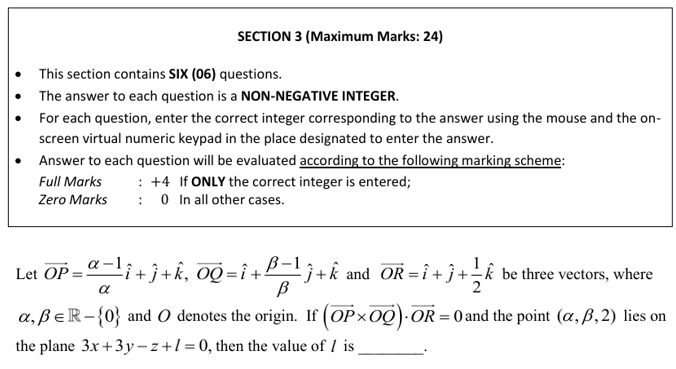 SECTION 3 (Maximum Marks: 24)
• This section contains SIX (06) questions.
• The answer to each question is a NON-NEGATIVE INTEGER.
• For each question, enter the correct integer corresponding to the answer using the mouse and the on-
screen virtual numeric keypad in the place designated to enter the answer.
• Answer to each question will be evaluated according to the following marking scheme:
Full Marks : +4 If ONLY the correct integer is entered;
Zero Marks : 0 In all other cases.
Let $\overrightarrow{OP} = \frac{\alpha-1}{\alpha}\hat{i}+\hat{j}+\hat{k}$, $\overrightarrow{OQ} = \hat{i}+\frac{\beta-1}{\beta}\hat{j}+\hat{k}$ and $\overrightarrow{OR} = \hat{i}+\hat{j}+\frac{1}{2}\hat{k}$ be three vectors, where
$\alpha, \beta \in \mathbb{R}-\{0\}$ and $O$ denotes the origin. If $\left(\overrightarrow{OP}\times\overrightarrow{OQ}\right)\cdot\overrightarrow{OR} = 0$ and the point $(\alpha, \beta, 2)$ lies on
the plane $3x+3y-z+l=0$, then the value of $l$ is ________.